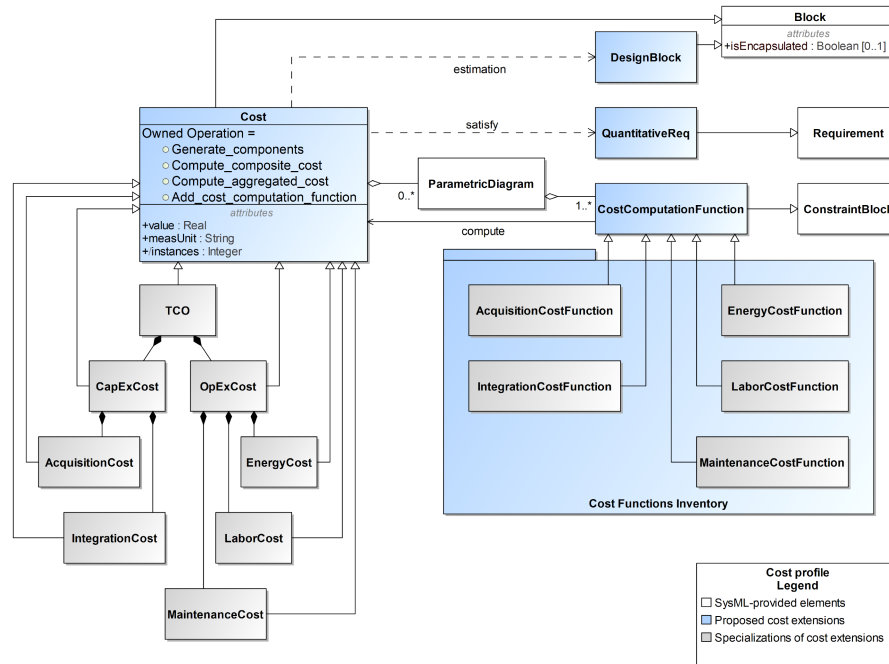 Block
attributes
+isEncapsulated : Boolean [0..1]
DesignBlock
estimation
Cost
Owned Operation =
Generate_components
Compute_composite_cost
Compute_aggregated_cost
Add_cost_computation_function
attributes
+value : Real
+measUnit : String
+/instances : Integer
satisfy
QuantitativeReq
Requirement
ParametricDiagram
0..*
1..*
CostComputationFunction
ConstraintBlock
compute
TCO
AcquisitionCostFunction
EnergyCostFunction
CapExCost
OpExCost
IntegrationCostFunction
LaborCostFunction
AcquisitionCost
EnergyCost
MaintenanceCostFunction
Cost Functions Inventory
IntegrationCost
LaborCost
MaintenanceCost
Cost profile
Legend
SysML-provided elements
Proposed cost extensions
Specializations of cost extensions